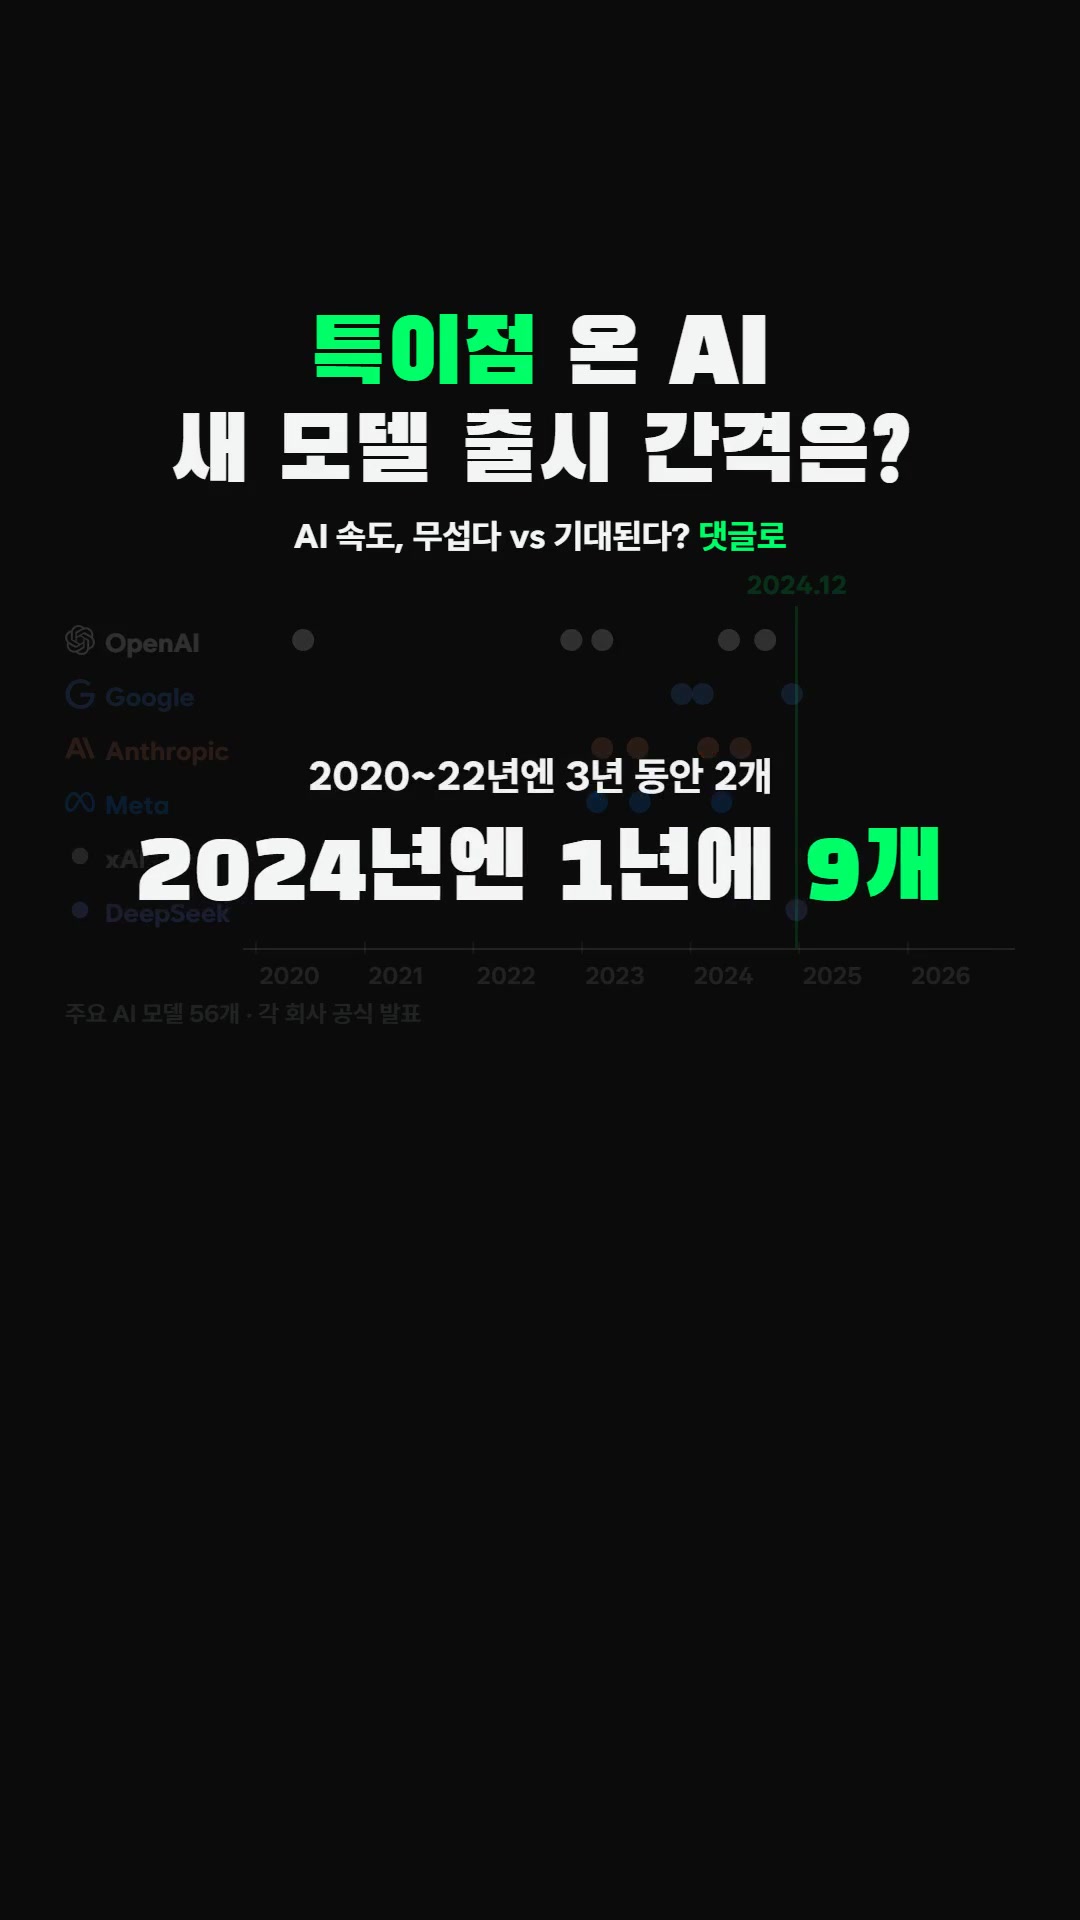 특이점 온 AI
새 모델 출시 간격은?
AI 속도, 무섭다 vs 기대된다? 댓글로
2024.12
OpenAI
Google
Anthropic
2020~22년엔 3년 동안 2개
Meta
2024년엔 1년에 9개
xAI
DeepSeek
2020 2021 2022 2023 2024 2025 2026
주요 AI 모델 56개 · 각 회사 공식 발표